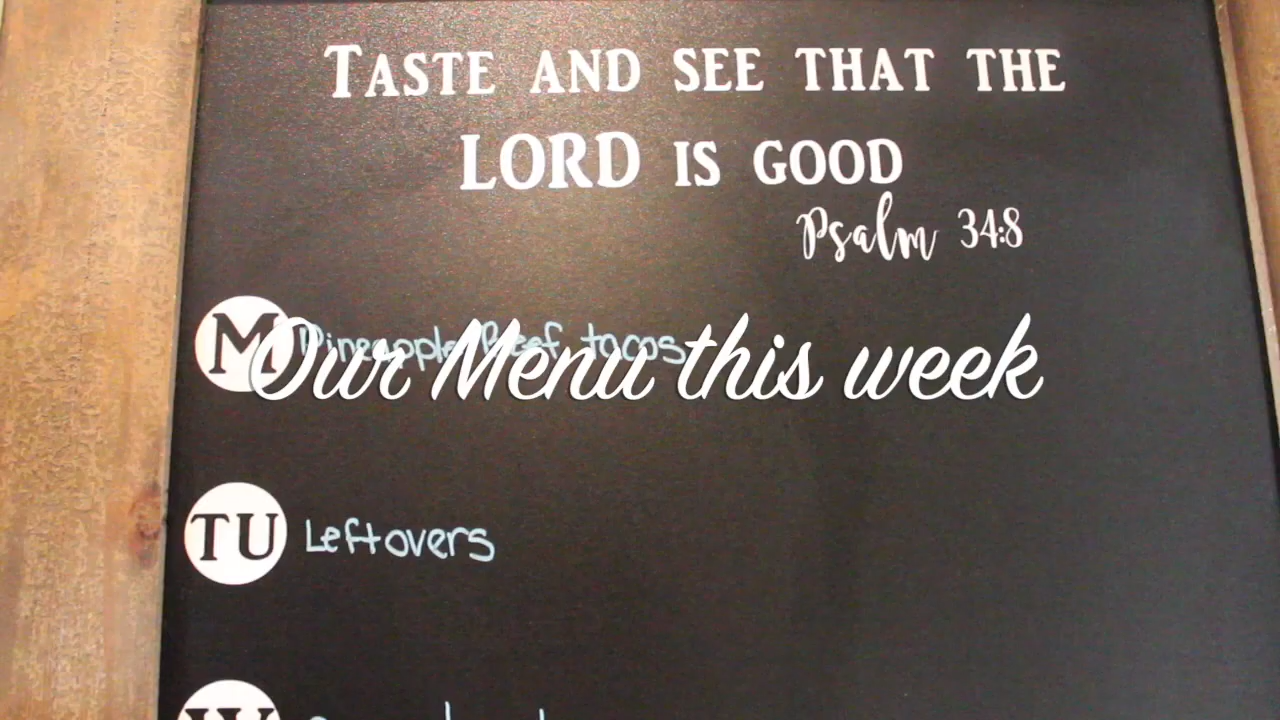 TASTE AND SEE THAT THE
LORD IS GOOD
Psalm 34:8
M Pineapple Beef tacos
Our Menu this week
TU Leftovers
W